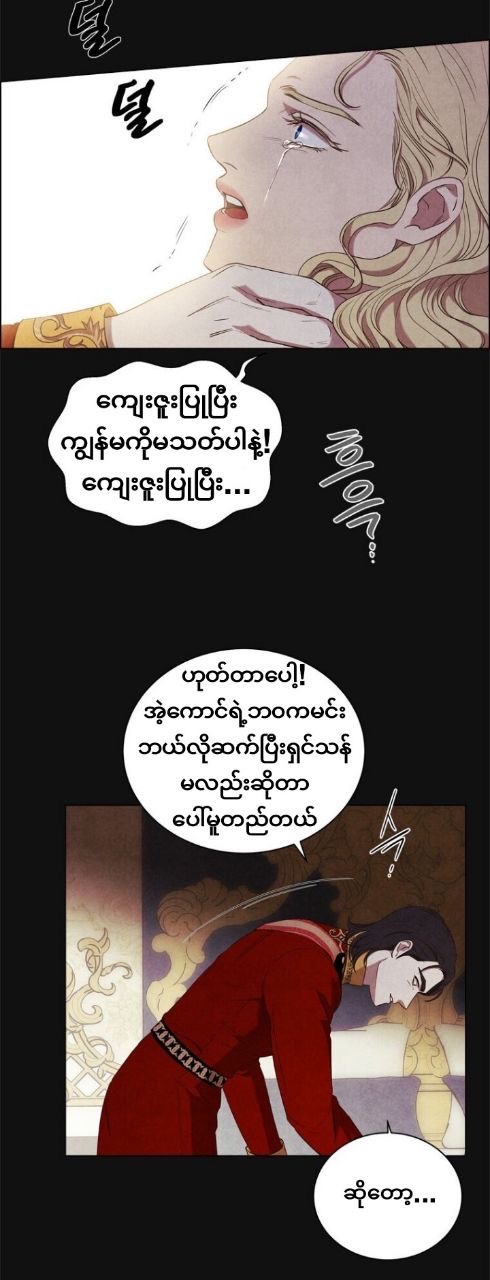 덜
덜
ကျေးဇူးပြုပြီး
ကျွန်မကိုမသတ်ပါနဲ့!
ကျေးဇူးပြုပြီး...
흐윽...
ဟုတ်တာပေါ့!
အဲ့ကောင်ရဲ့ဘဝကမင်း
ဘယ်လိုဆက်ပြီးရှင်သန်
မလည်းဆိုတာ
ပေါ်မူတည်တယ်
스윽
ဆိုတော့...